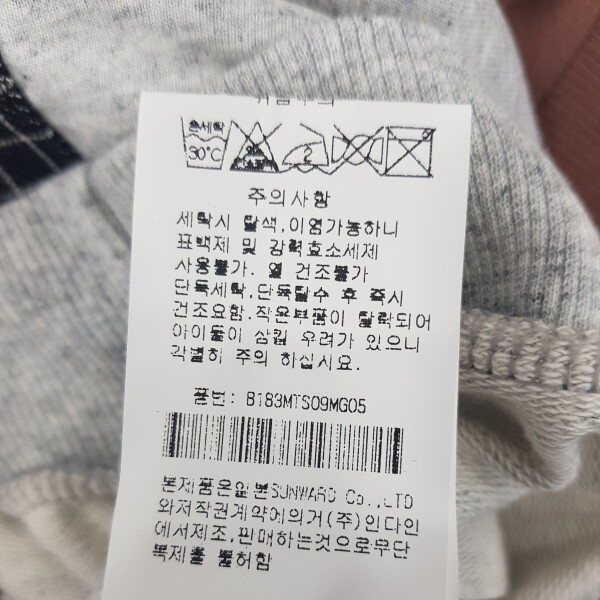 손세탁
30°C
2
주의사항
세탁시 탈색,이염가능하니
표백제 및 강력효소세제
사용불가. 열 건조불가
단독세탁,단독탈수 후 즉시
건조요함.작은부품이 탈락되어
아이들이 삼킬 우려가 있으니
각별히 주의 하십시요.
품번: B183MTS09MG05
본제품은일본SUNWARD Co.,LTD
와저작권계약에의거(주)인다인
에서제조,판매하는것으로무단
복제를 불허함